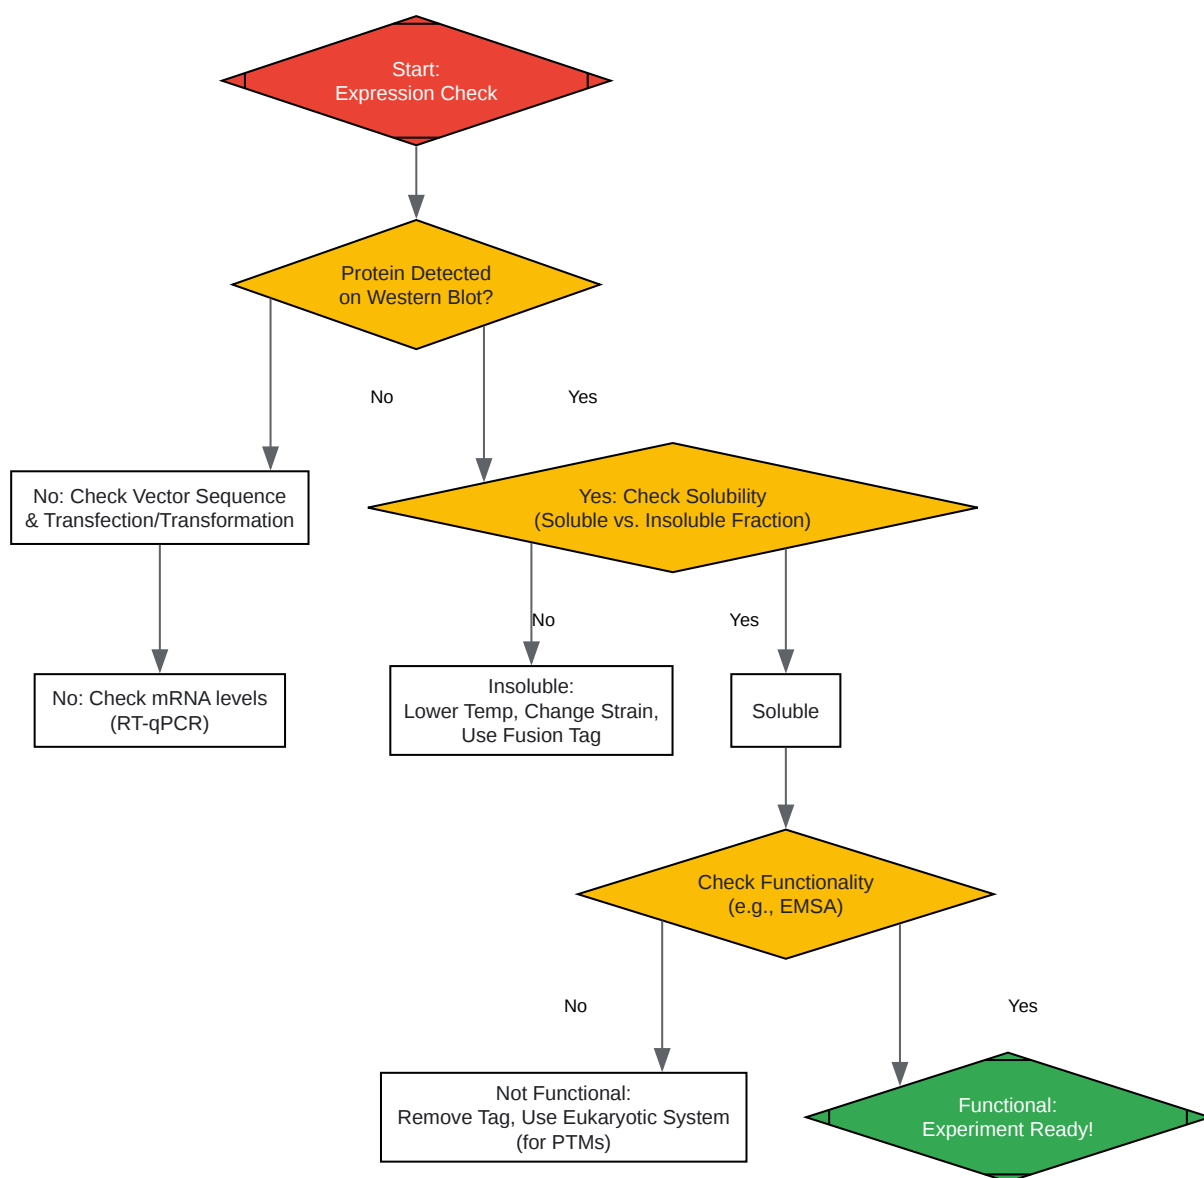 Start:
Expression Check
Protein Detected
on Western Blot?
No
Yes
No: Check Vector Sequence
& Transfection/Transformation
Yes: Check Solubility
(Soluble vs. Insoluble Fraction)
No
Yes
No: Check mRNA levels
(RT-qPCR)
Insoluble:
Lower Temp, Change Strain,
Use Fusion Tag
Soluble
Check Functionality
(e.g., EMSA)
No
Yes
Not Functional:
Remove Tag, Use Eukaryotic System
(for PTMs)
Functional:
Experiment Ready!